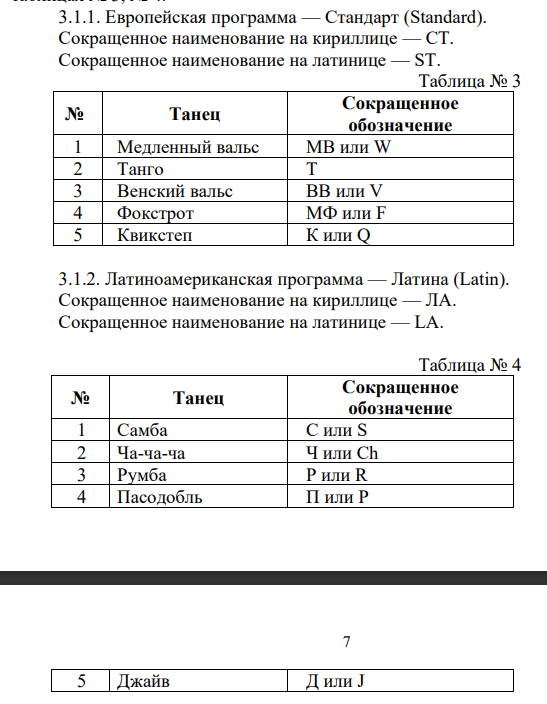 3.1.1. Европейская программа — Стандарт (Standard).
Сокращенное наименование на кириллице — СТ.
Сокращенное наименование на латинице — ST.
Таблица № 3
№ Танец Сокращенное обозначение
1 Медленный вальс МВ или W
2 Танго Т
3 Венский вальс ВВ или V
4 Фокстрот МФ или F
5 Квикстеп К или Q
3.1.2. Латиноамериканская программа — Латина (Latin).
Сокращенное наименование на кириллице — ЛА.
Сокращенное наименование на латинице — LA.
Таблица № 4
№ Танец Сокращенное обозначение
1 Самба С или S
2 Ча-ча-ча Ч или Ch
3 Румба Р или R
4 Пасодобль П или P
7
5 Джайв Д или J